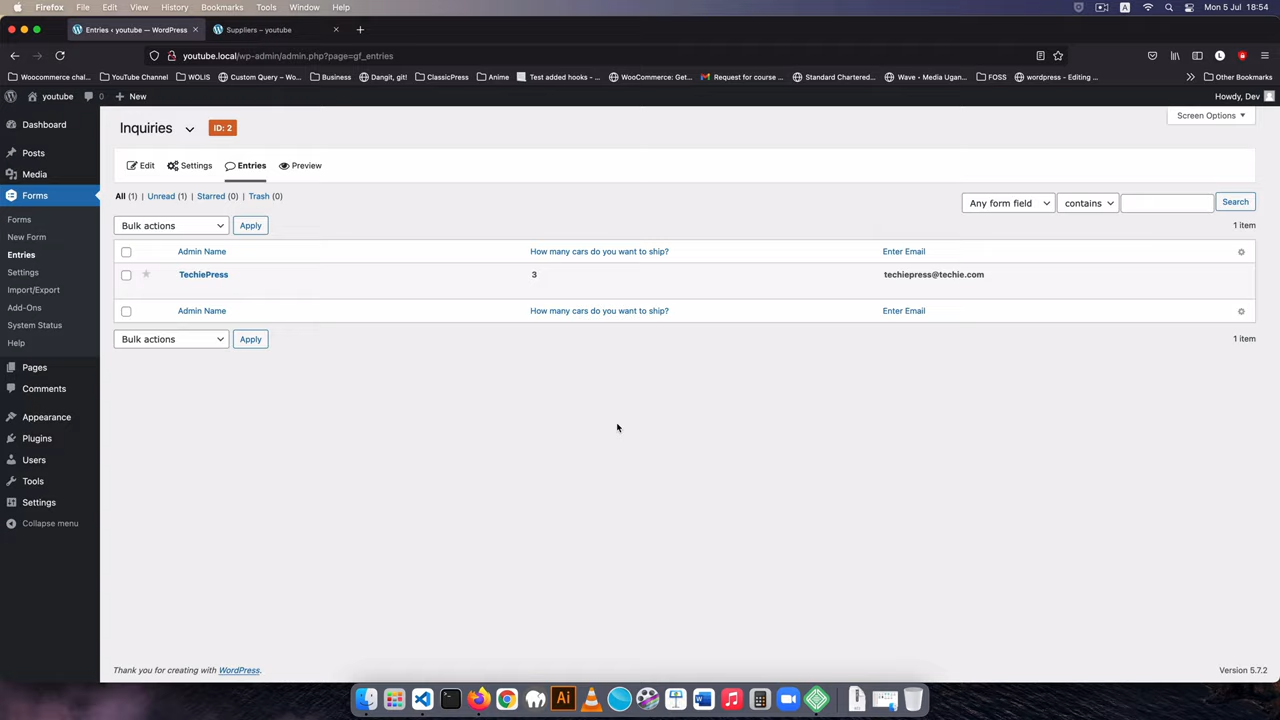 Firefox File Edit View History Bookmarks Tools Window Help A Mon 5 Jul 18:54
Entries ‹ youtube — WordPress Suppliers – youtube
youtube.local/wp-admin/admin.php?page=gf_entries
Woocommerce chal... YouTube Channel WOLIS Custom Query – Wo... Business Dangit, git! ClassicPress Anime Test added hooks - ... WooCommerce: Get... Request for course ... Standard Chartered... Wave • Media Ugan... FOSS wordpress - Editing ... Other Bookmarks
youtube 0 New Howdy, Dev
Dashboard
Posts
Media
Forms
Forms
New Form
Entries
Settings
Import/Export
Add-Ons
System Status
Help
Pages
Comments
Appearance
Plugins
Users
Tools
Settings
Collapse menu
Screen Options
Inquiries ID: 2
Edit Settings Entries Preview
All (1) | Unread (1) | Starred (0) | Trash (0)
Any form field contains Search
Bulk actions Apply 1 item
Admin Name How many cars do you want to ship? Enter Email
TechiePress 3 techiepress@techie.com
Admin Name How many cars do you want to ship? Enter Email
Bulk actions Apply 1 item
Thank you for creating with WordPress. Version 5.7.2
Ai